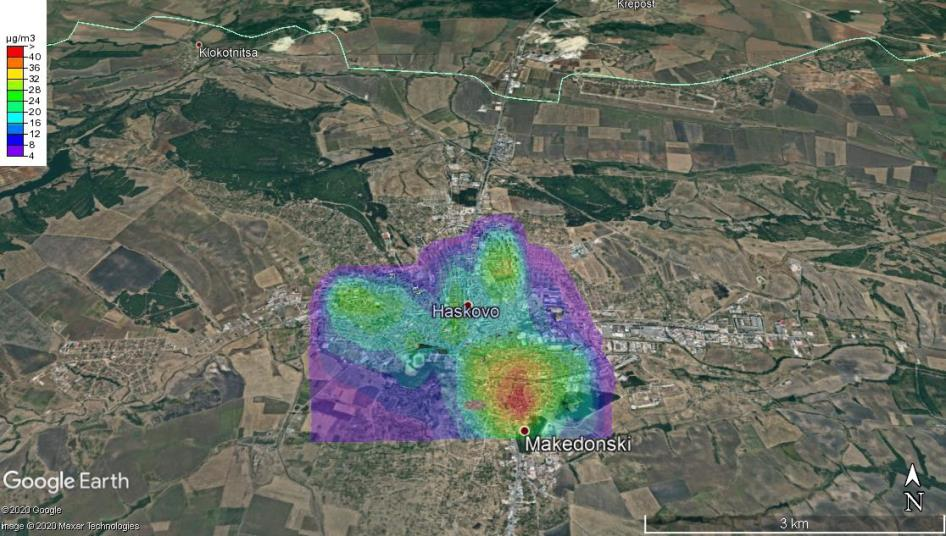 Krepost
µg/m3
>
40
36
32
28
24
20
16
12
8
4
Klokotnitsa
Haskovo
Makedonski
Google Earth
© 2020 Google
Image © 2020 Maxar Technologies
N
3 km